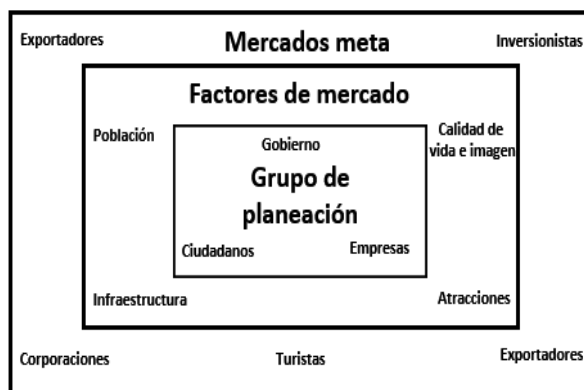 Exportadores
Mercados meta
Inversionistas
Factores de mercado
Población
Calidad de
vida e imagen
Gobierno
Grupo de
planeación
Ciudadanos
Empresas
Infraestructura
Atracciones
Corporaciones
Turistas
Exportadores